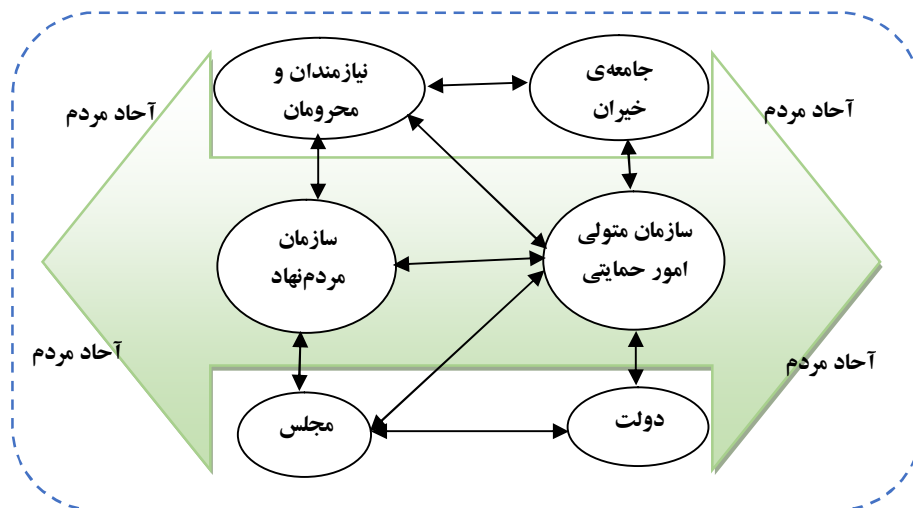 جامعه‌ی
خیران
نیازمندان و
محرومان
آحاد مردم
آحاد مردم
سازمان متولی
امور حمایتی
سازمان
مردم‌نهاد
آحاد مردم
آحاد مردم
دولت
مجلس